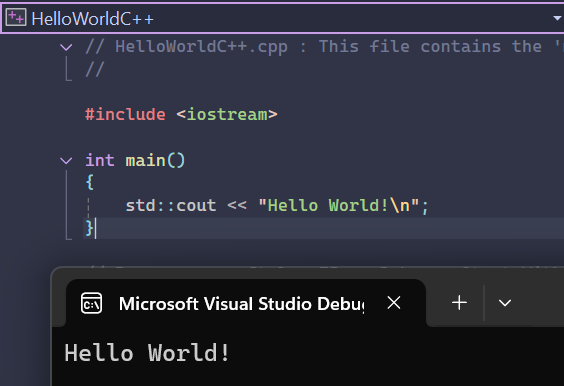 HelloWorldC++
// HelloWorldC++.cpp : This file contains the '
//
#include <iostream>
int main()
{
std::cout << "Hello World!\n";
}
Microsoft Visual Studio Debu
Hello World!